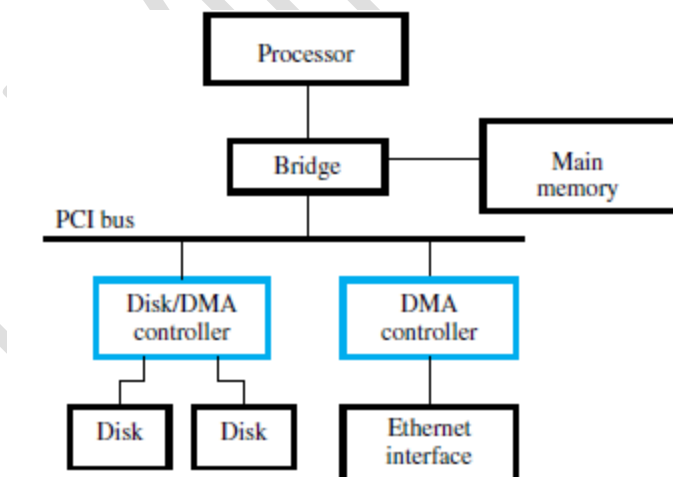 Processor
Bridge
Main
memory
PCI bus
Disk/DMA
controller
DMA
controller
Disk
Disk
Ethernet
interface